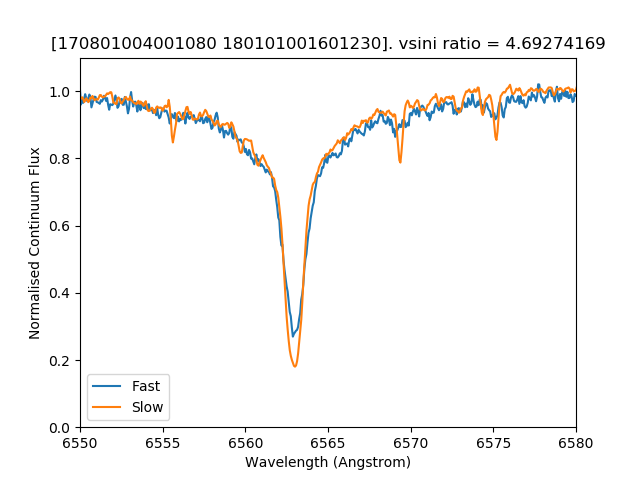 [170801004001080 180101001601230]. vsini ratio = 4.69274169
Normalised Continuum Flux
1.0
0.8
0.6
0.4
0.2
0.0
Fast
Slow
6550 6555 6560 6565 6570 6575 6580
Wavelength (Angstrom)